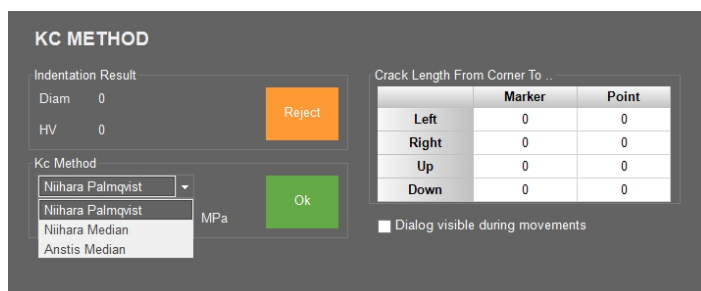 KC METHOD
Indentation Result
Diam 0
HV 0
Reject
Kc Method
Niihara Palmqvist
Niihara Palmqvist
Niihara Median
Anstis Median
MPa
Ok
Crack Length From Corner To ..
Marker Point
Left 0 0
Right 0 0
Up 0 0
Down 0 0
Dialog visible during movements